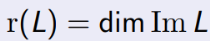 r(L) = dim Im L